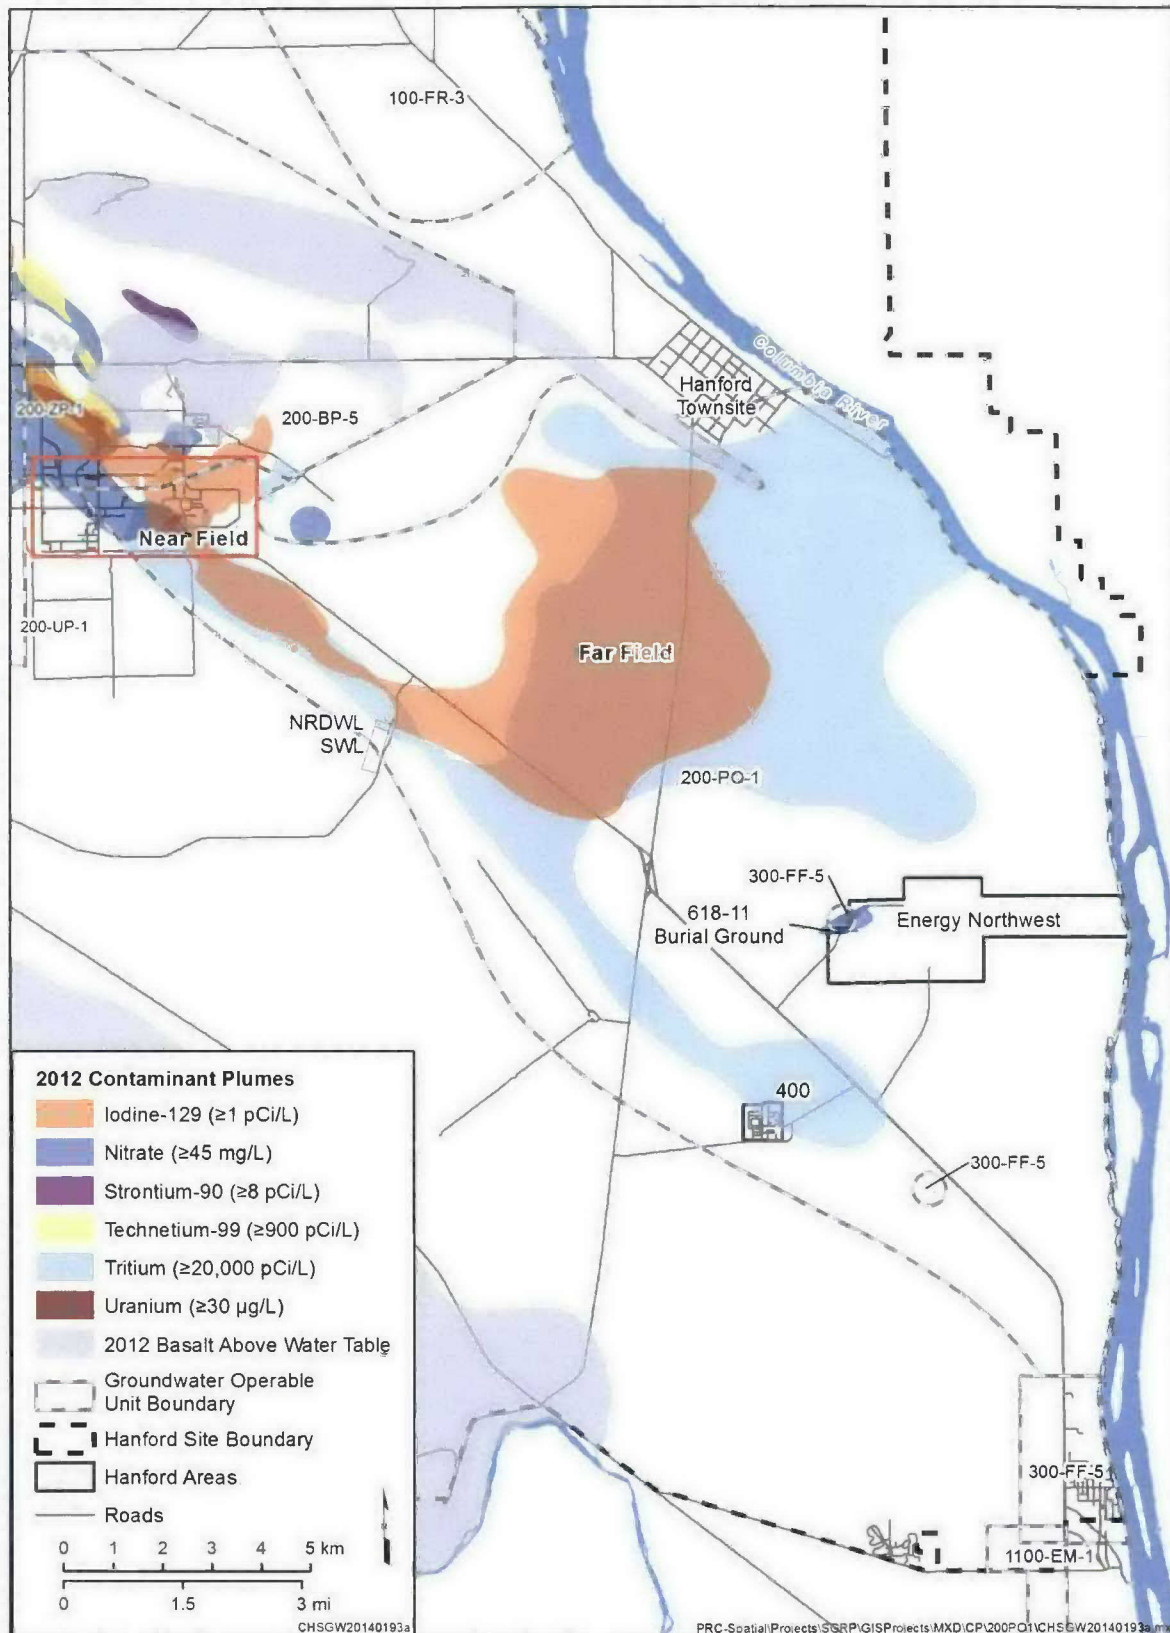 100-FR-3
Columbia River
Hanford
Townsite
200-ZP-1
200-BP-5
Near Field
200-UP-1
Far Field
NRDWL
SWL
200-PO-1
300-FF-5
618-11
Burial Ground
Energy Northwest
400
300-FF-5
2012 Contaminant Plumes
Iodine-129 (≥1 pCi/L)
Nitrate (≥45 mg/L)
Strontium-90 (≥8 pCi/L)
Technetium-99 (≥900 pCi/L)
Tritium (≥20,000 pCi/L)
Uranium (≥30 µg/L)
2012 Basalt Above Water Table
Groundwater Operable
Unit Boundary
Hanford Site Boundary
Hanford Areas
Roads
0 1 2 3 4 5 km
0 1.5 3 mi
CHSGW20140193a
300-FF-5
1100-EM-1